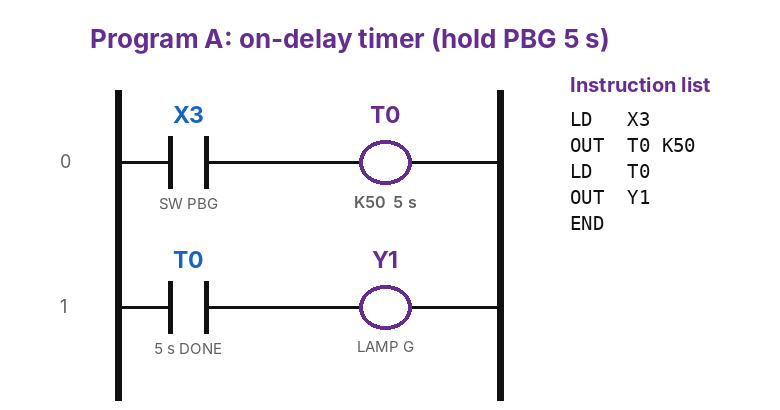 Program A: on-delay timer (hold PBG 5 s)
Instruction list
LD X3
OUT T0 K50
LD T0
OUT Y1
END
X3 T0
0
SW PBG K50 5 s
T0 Y1
1
5 s DONE LAMP G